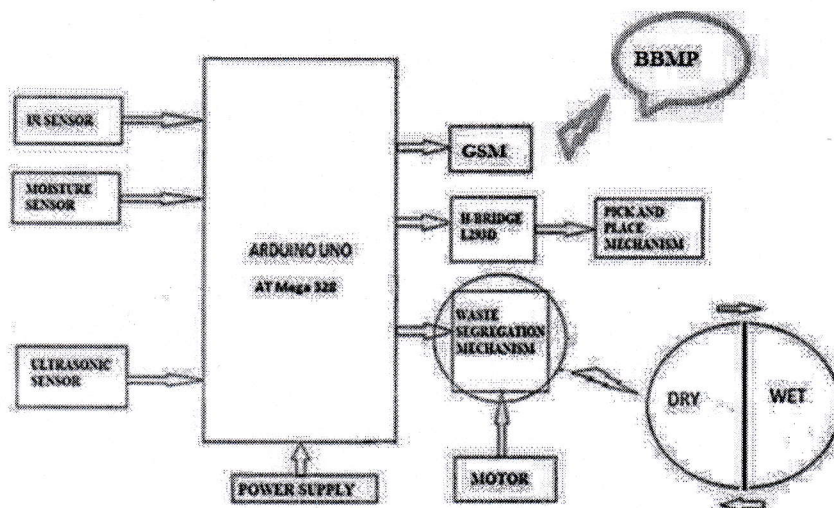 BBMP
IN SENSOR
GSM
MOISTURE
SENSOR
H-BRIDGE
L293D
PICK AND
PLACE
MECHANISM
ARDUINO UNO
AT Mega 328
WASTE
SEGREGATION
MECHANISM
ULTRASONIC
SENSOR
DRY
WET
POWER SUPPLY
MOTOR